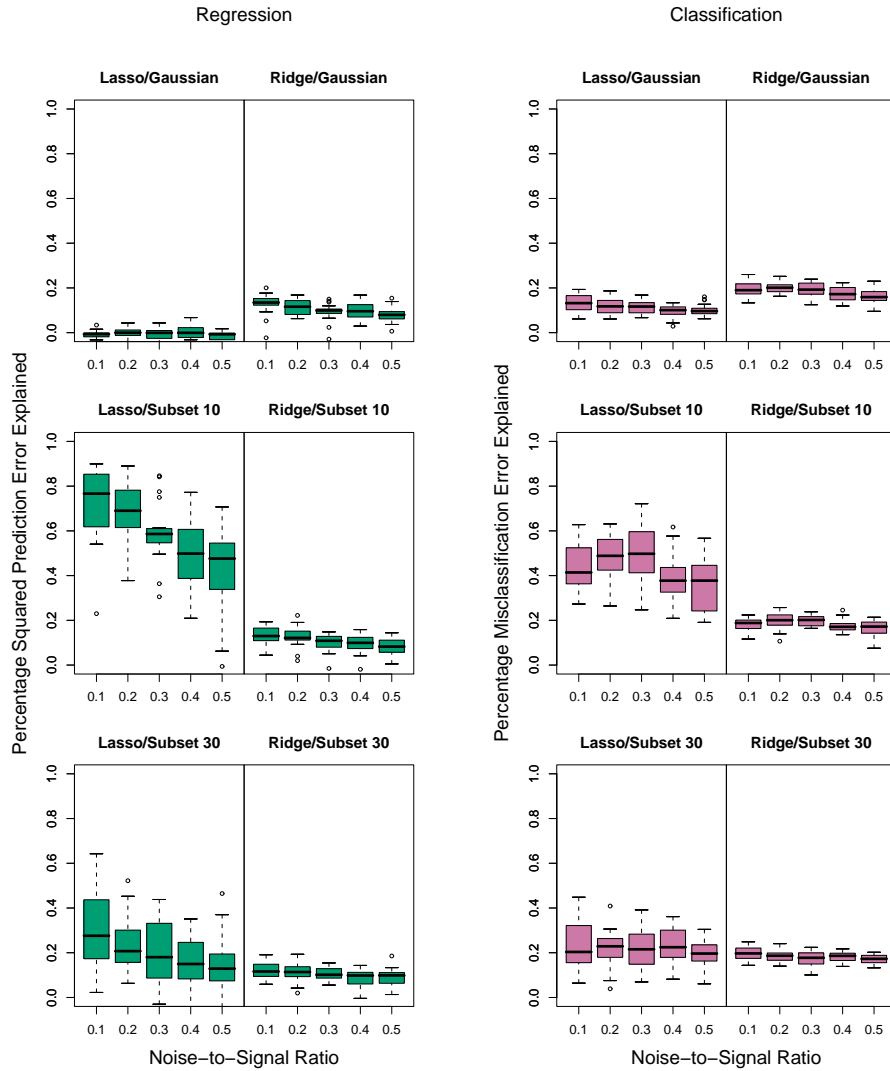 Regression
Classification
Lasso/Gaussian Ridge/Gaussian
Lasso/Gaussian Ridge/Gaussian
1.0
0.8
0.6
0.4
0.2
0.0
0.1 0.2 0.3 0.4 0.5 0.1 0.2 0.3 0.4 0.5
1.0
0.8
0.6
0.4
0.2
0.0
0.1 0.2 0.3 0.4 0.5 0.1 0.2 0.3 0.4 0.5
Percentage Squared Prediction Error Explained
Percentage Misclassification Error Explained
Lasso/Subset 10 Ridge/Subset 10
Lasso/Subset 10 Ridge/Subset 10
1.0
0.8
0.6
0.4
0.2
0.0
0.1 0.2 0.3 0.4 0.5 0.1 0.2 0.3 0.4 0.5
1.0
0.8
0.6
0.4
0.2
0.0
0.1 0.2 0.3 0.4 0.5 0.1 0.2 0.3 0.4 0.5
Lasso/Subset 30 Ridge/Subset 30
Lasso/Subset 30 Ridge/Subset 30
1.0
0.8
0.6
0.4
0.2
0.0
0.1 0.2 0.3 0.4 0.5 0.1 0.2 0.3 0.4 0.5
1.0
0.8
0.6
0.4
0.2
0.0
0.1 0.2 0.3 0.4 0.5 0.1 0.2 0.3 0.4 0.5
Noise−to−Signal Ratio
Noise−to−Signal Ratio